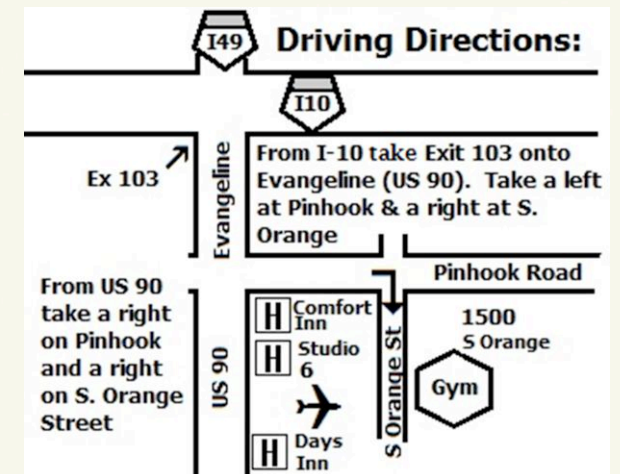 I49
Driving Directions:
I10
Ex 103
Evangeline
From I-10 take Exit 103 onto
Evangeline (US 90). Take a left
at Pinhook & a right at S.
Orange
Pinhook Road
From US 90
take a right
on Pinhook
and a right
on S. Orange
Street
US 90
H Comfort
Inn
H Studio
6
H Days
Inn
S Orange St
1500
S Orange
Gym